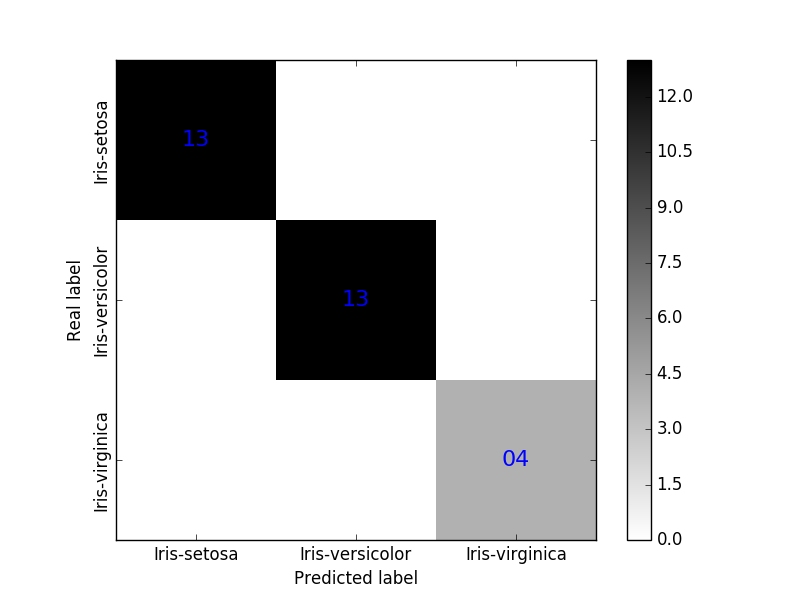 Real label
Iris-setosa
Iris-versicolor
Iris-virginica
13
13
04
Iris-setosa Iris-versicolor Iris-virginica
Predicted label
12.0
10.5
9.0
7.5
6.0
4.5
3.0
1.5
0.0